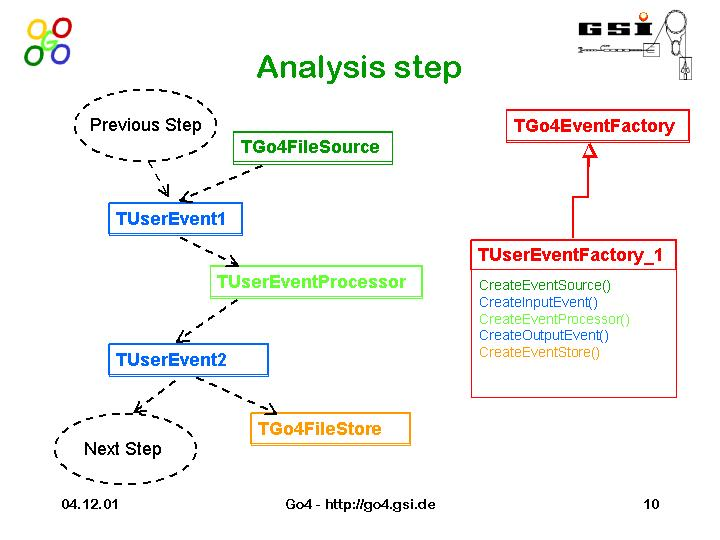 G
GSi
Analysis step
Previous Step
TGo4EventFactory
TGo4FileSource
TUserEvent1
TUserEventFactory_1
TUserEventProcessor
CreateEventSource()
CreateInputEvent()
CreateEventProcessor()
CreateOutputEvent()
CreateEventStore()
TUserEvent2
TGo4FileStore
Next Step
04.12.01
Go4 - http://go4.gsi.de
10